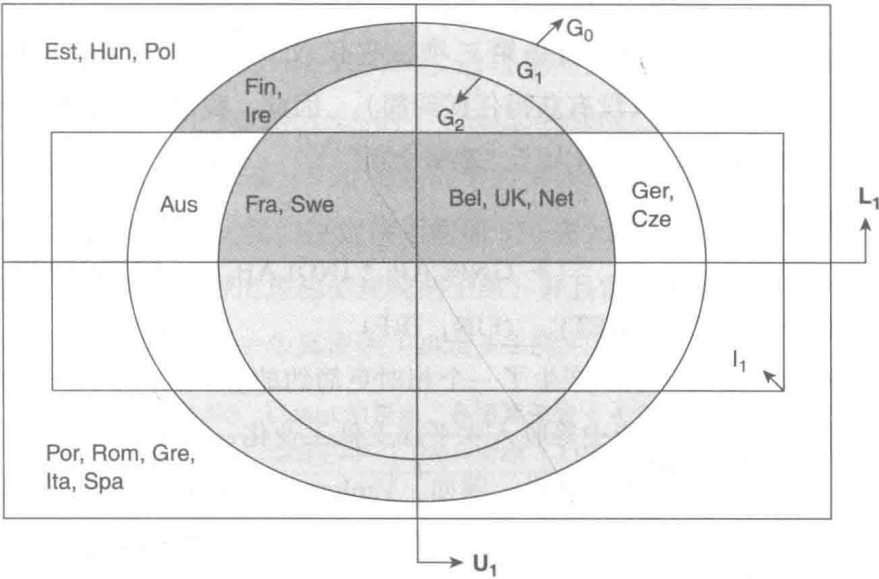 Est, Hun, Pol
G₀
G₁
Fin,
Ire
G₂
Aus
Fra, Swe
Bel, UK, Net
Ger,
Cze
L₁
I₁
Por, Rom, Gre,
Ita, Spa
U₁